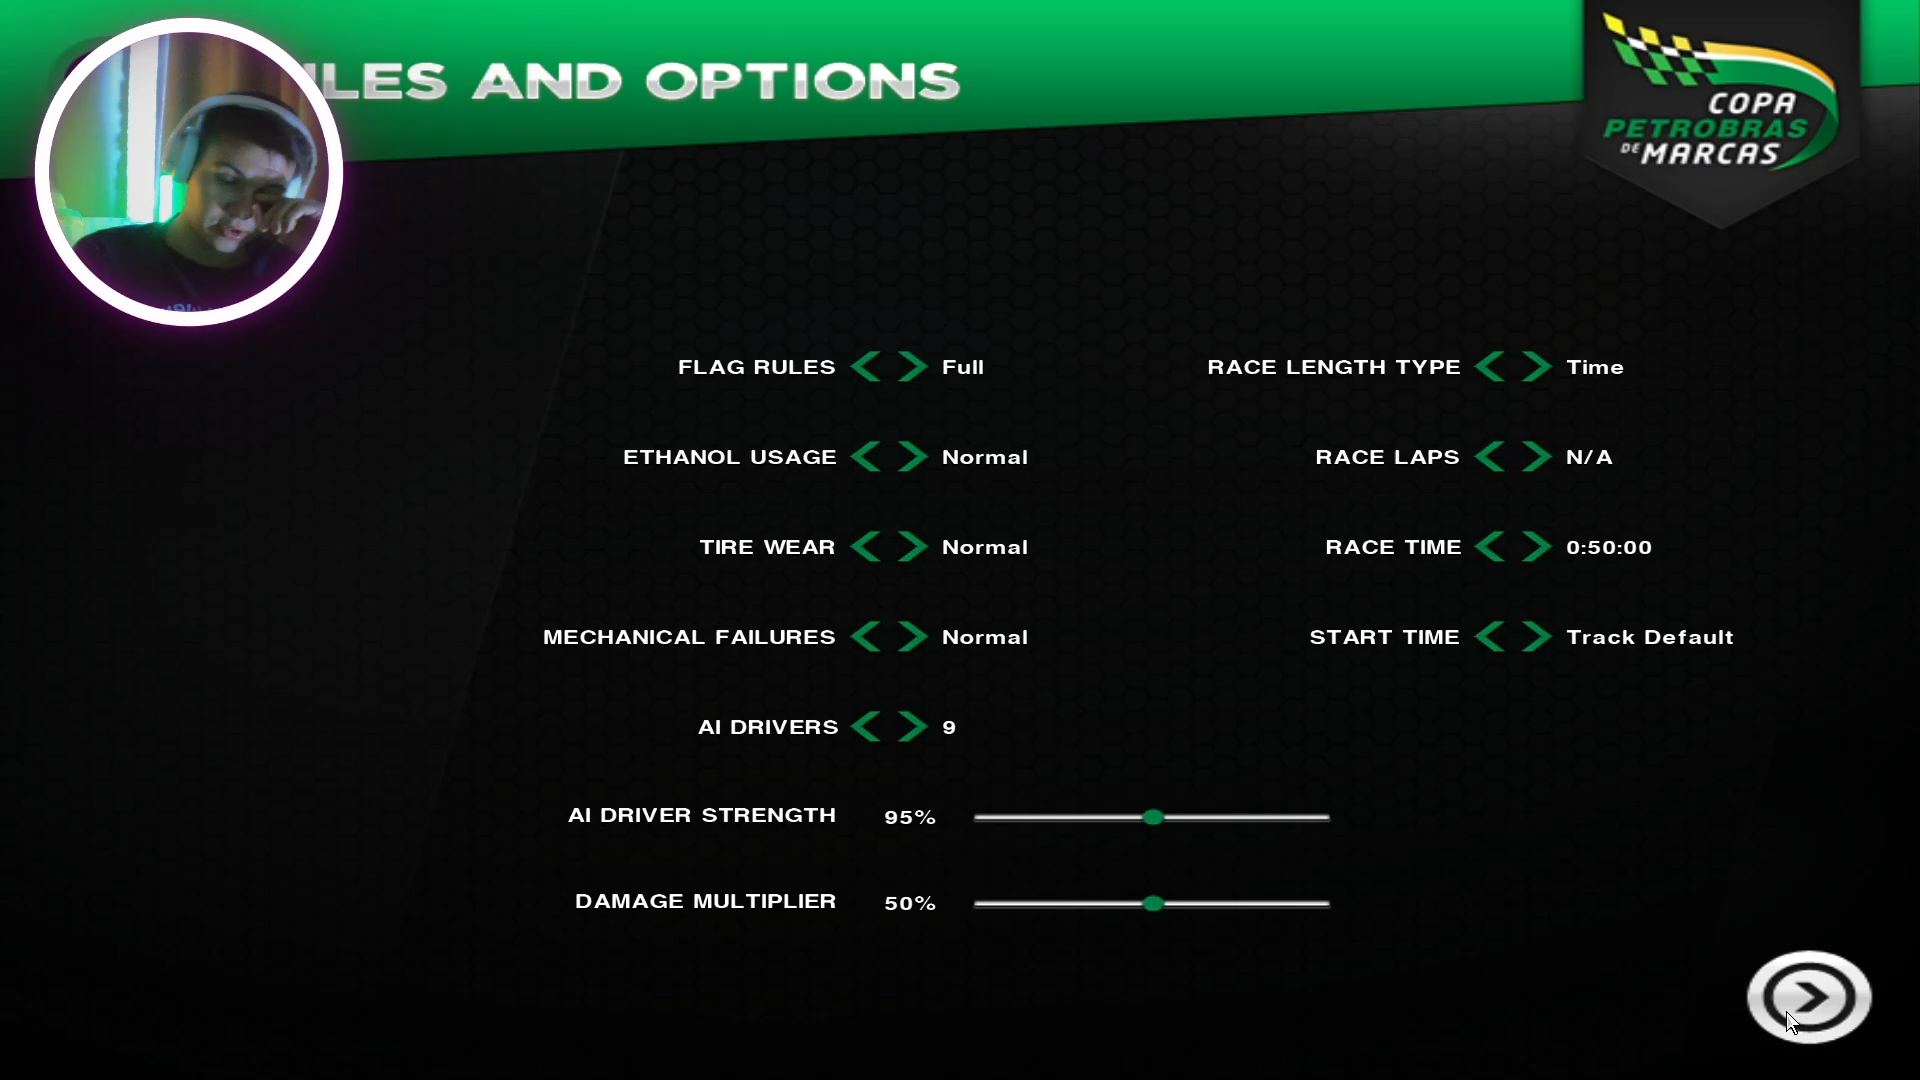 LES AND OPTIONS
COPA
PETROBRAS
DE MARCAS
FLAG RULES Full
RACE LENGTH TYPE Time
ETHANOL USAGE Normal
RACE LAPS N/A
TIRE WEAR Normal
RACE TIME 0:50:00
MECHANICAL FAILURES Normal
START TIME Track Default
AI DRIVERS 9
AI DRIVER STRENGTH 95%
DAMAGE MULTIPLIER 50%